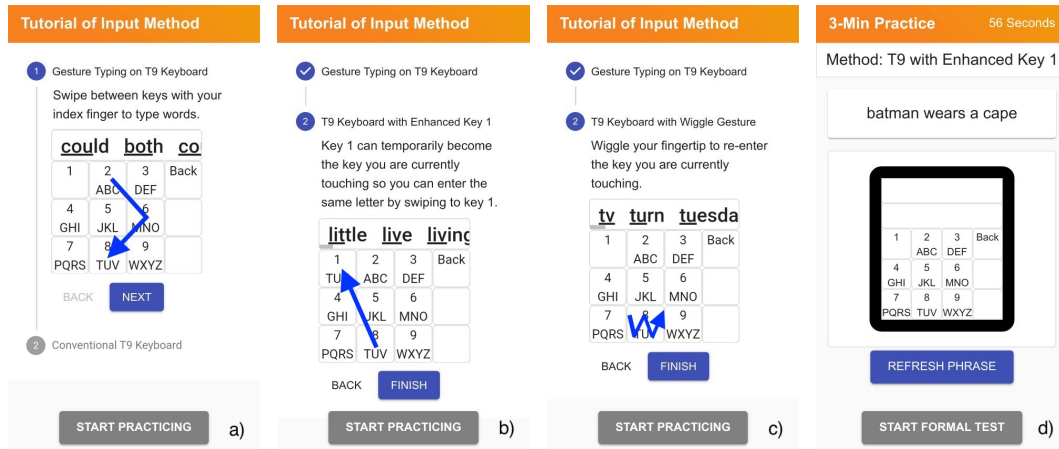 Tutorial of Input Method
1 Gesture Typing on T9 Keyboard
Swipe between keys with your
index finger to type words.
could both co
1 2 3 Back
ABC DEF
4 5 6
GHI JKL MNO
7 8 9
PQRS TUV WXYZ
BACK NEXT
2 Conventional T9 Keyboard
START PRACTICING
a)
Tutorial of Input Method
Gesture Typing on T9 Keyboard
2 T9 Keyboard with Enhanced Key 1
Key 1 can temporarily become
the key you are currently
touching so you can enter the
same letter by swiping to key 1.
little live living
1 2 3 Back
TUV ABC DEF
4 5 6
GHI JKL MNO
7 8 9
PQRS TUV WXYZ
BACK FINISH
START PRACTICING
b)
Tutorial of Input Method
Gesture Typing on T9 Keyboard
2 T9 Keyboard with Wiggle Gesture
Wiggle your fingertip to re-enter
the key you are currently
touching.
tv turn tuesda
1 2 3 Back
ABC DEF
4 5 6
GHI JKL MNO
7 8 9
PQRS TUV WXYZ
BACK FINISH
START PRACTICING
c)
3-Min Practice 56 Seconds
Method: T9 with Enhanced Key 1
batman wears a cape
1 2 3 Back
ABC DEF
4 5 6
GHI JKL MNO
7 8 9
PQRS TUV WXYZ
REFRESH PHRASE
START FORMAL TEST
d)